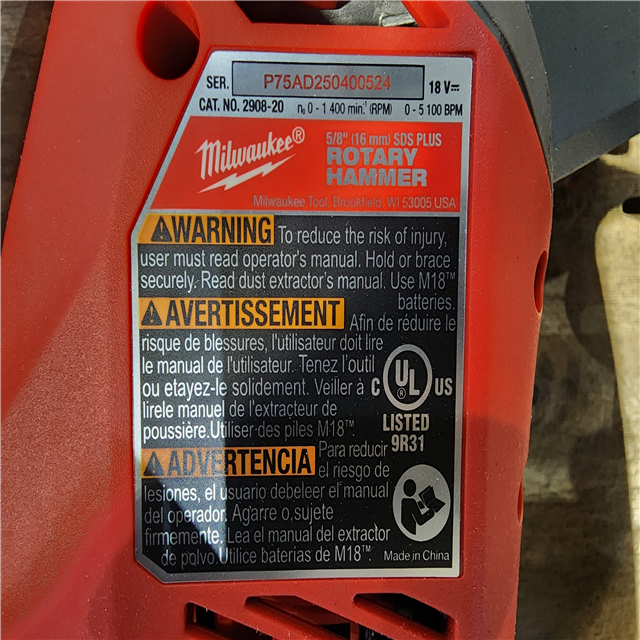 SER. P75AD250400524 18 V⎓
CAT. NO. 2908-20 n₀ 0 - 1 400 min.⁻¹ (RPM) 0 - 5 100 BPM
Milwaukee®
5/8" (16 mm) SDS PLUS
ROTARY
HAMMER
Milwaukee Tool, Brookfield, WI 53005 USA
⚠WARNING To reduce the risk of injury,
user must read operator's manual. Hold or brace
securely. Read dust extractor's manual. Use M18™
batteries.
⚠AVERTISSEMENT Afin de réduire le
risque de blessures, l'utilisateur doit lire
le manuel de l'utilisateur. Tenez l'outil
ou etayez-le solidement. Veiller à
lirele manuel de l'extracteur de
poussière.Utiliser des piles M18™.
C UL US
LISTED
9R31
⚠ADVERTENCIA Para reducir
el riesgo de
lesiones, el usuario debeleer el manual
del operador. Agarre o,sujete
firmemente. Lea el manual del extractor
de polvo.Utilice baterías de M18™.
Made in China